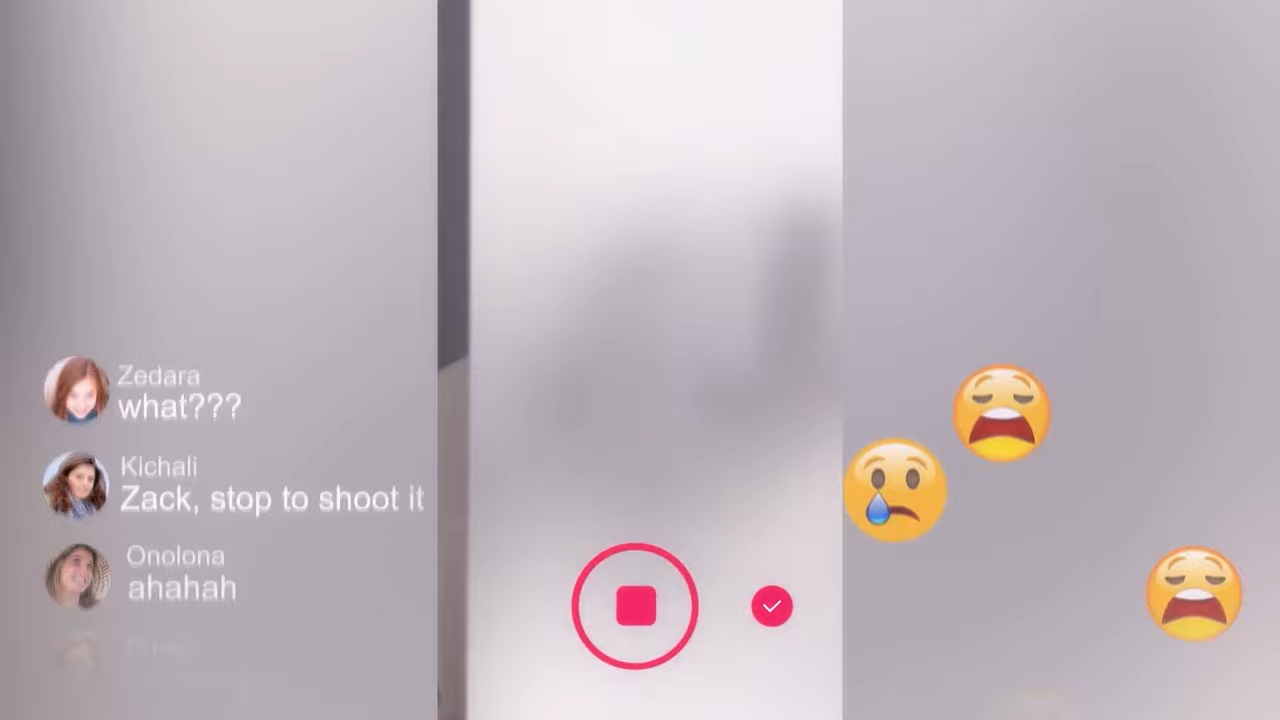 Zedara
what???
Kichali
Zack, stop to shoot it
Onolona
ahahah